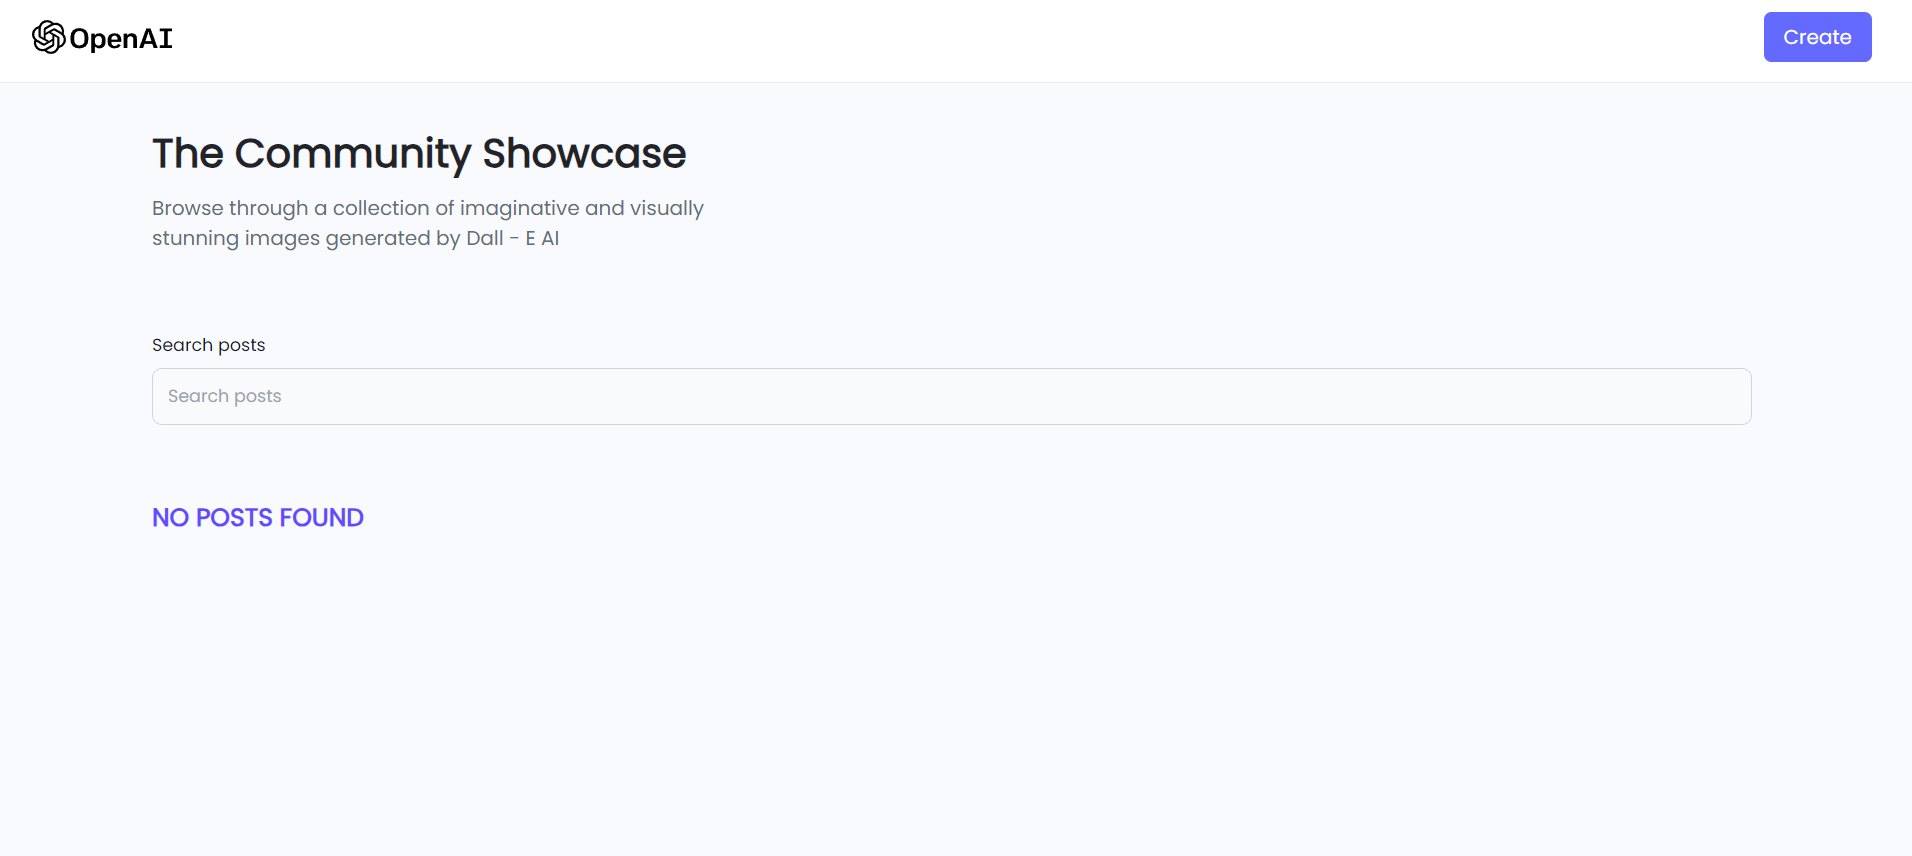 OpenAI
Create
The Community Showcase
Browse through a collection of imaginative and visually
stunning images generated by Dall - E AI
Search posts
Search posts
NO POSTS FOUND